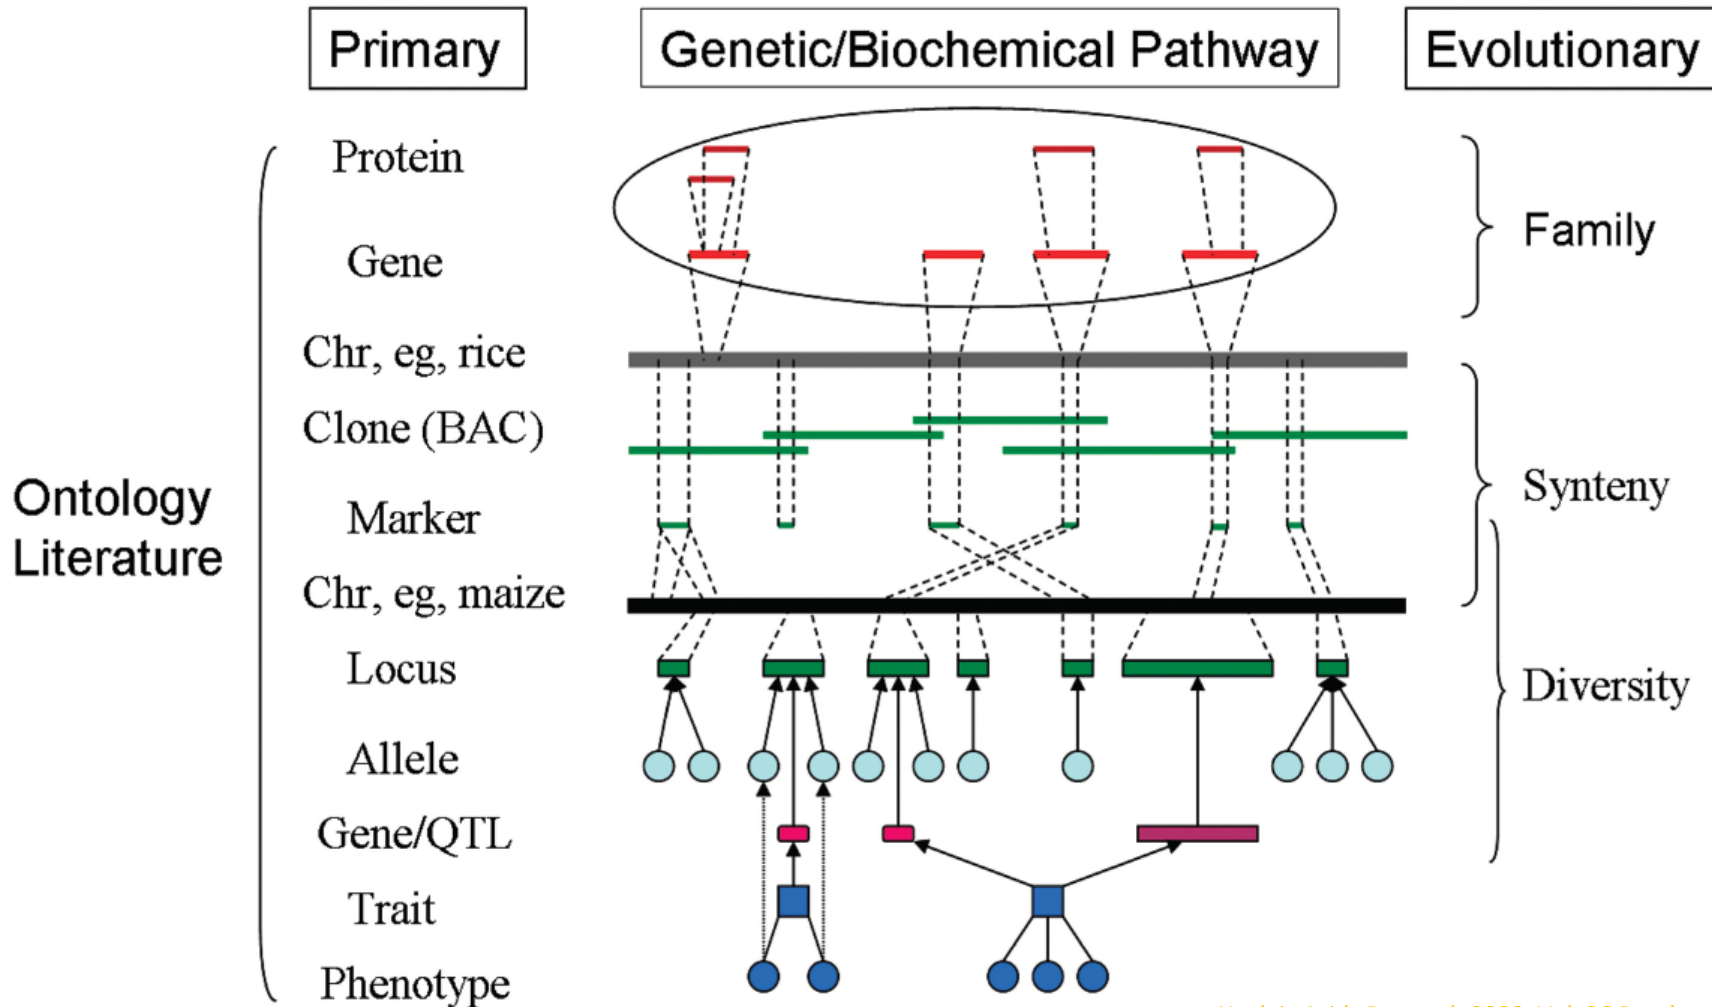 Primary
Genetic/Biochemical Pathway
Evolutionary
Protein
Gene
Chr, eg, rice
Clone (BAC)
Marker
Chr, eg, maize
Locus
Allele
Gene/QTL
Trait
Phenotype
Ontology
Literature
Family
Synteny
Diversity